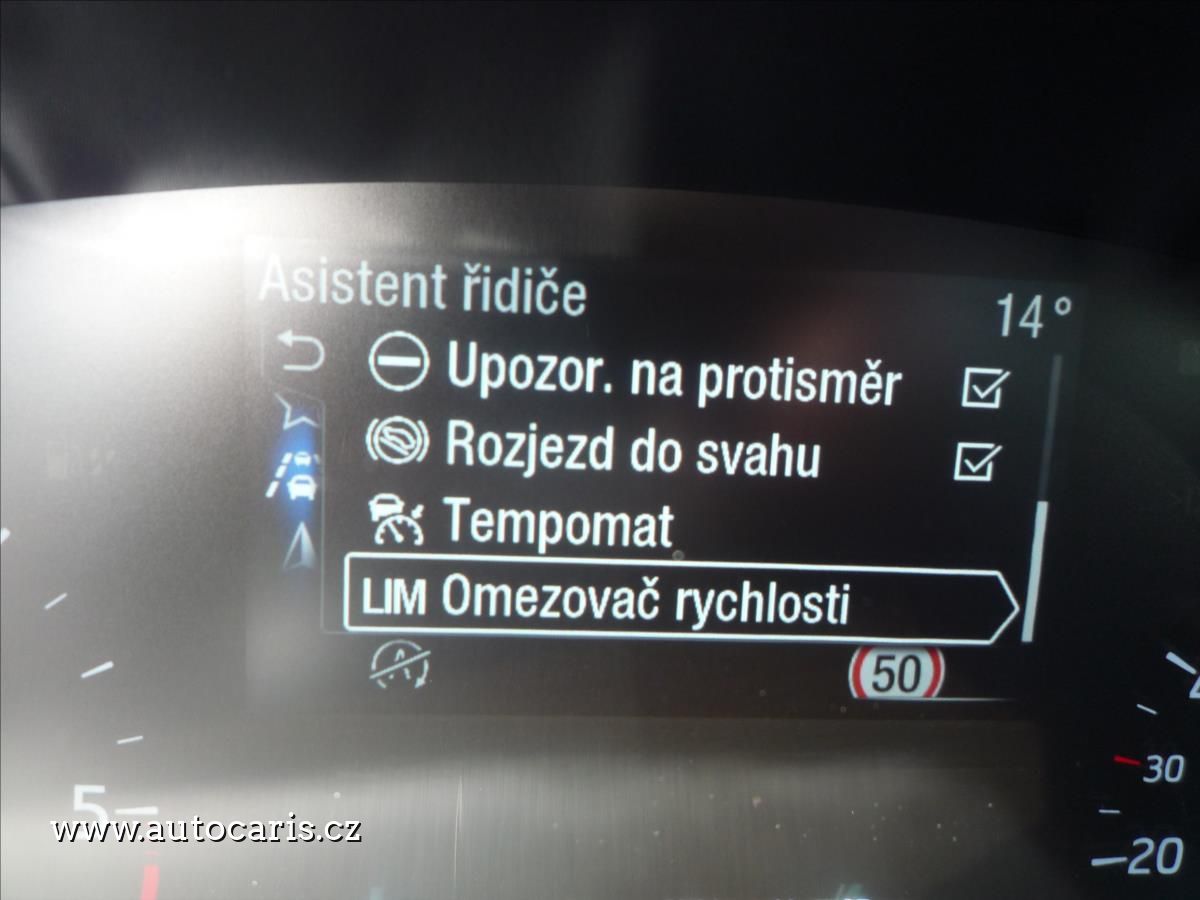 Asistent řidiče
14°
Upozor. na protisměr
Rozjezd do svahu
Tempomat
LIM Omezovač rychlosti
50
30
5
20
www.autocaris.cz